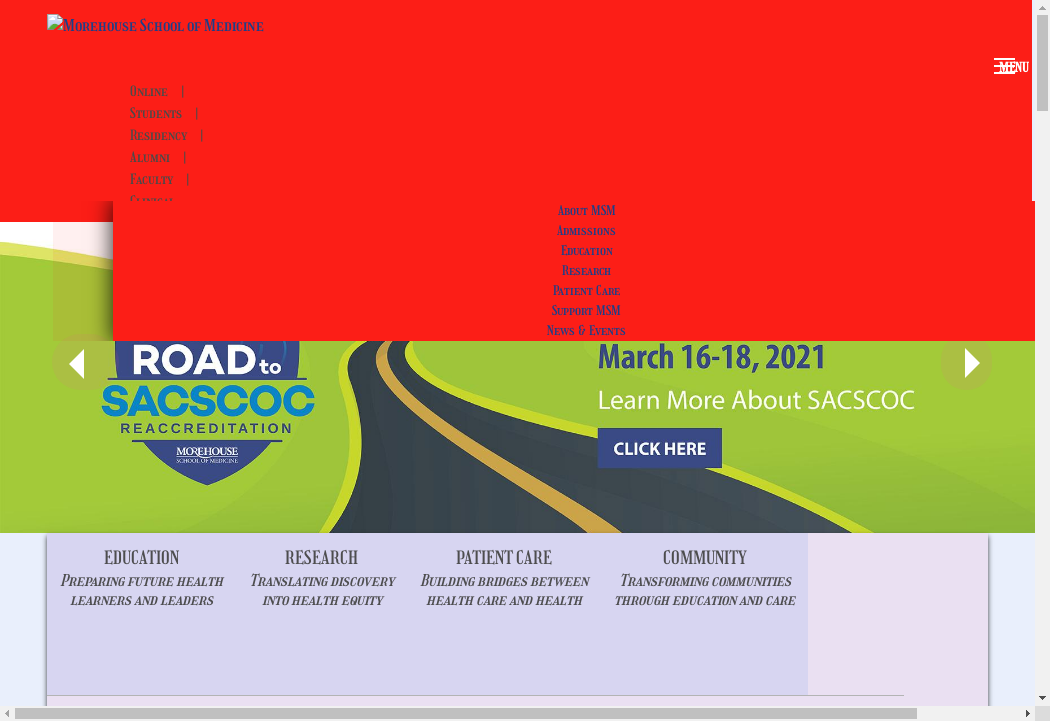 Morehouse School of Medicine
MENU
Online |
Students |
Residency |
Alumni |
Faculty |
Clinical
About MSM
Admissions
Education
Research
Patient Care
Support MSM
News & Events
ROAD to
SACSCOC
REACCREDITATION
MOREHOUSE
SCHOOL OF MEDICINE
March 16-18, 2021
Learn More About SACSCOC
CLICK HERE
EDUCATION
Preparing future health
learners and leaders
RESEARCH
Translating discovery
into health equity
PATIENT CARE
Building bridges between
health care and health
COMMUNITY
Transforming communities
through education and care